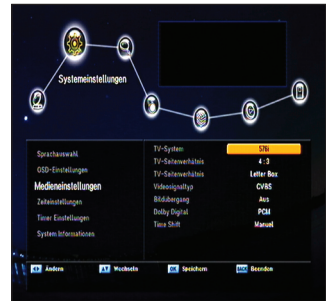 Systemeinstellungen
Sprachauswahl
OSD-Einstellungen
Medieneinstellungen
Zeiteinstellungen
Timer Einstellungen
System Informationen
TV-System 576i
TV-Seitenverhältnis 4:3
TV-Seitenverhältnis Letter Box
Videosignaltyp CVBS
Bildübergang Aus
Dolby Digital PCM
Time Shift Manuel
Ändern Wechseln OK Speichern BACK Beenden